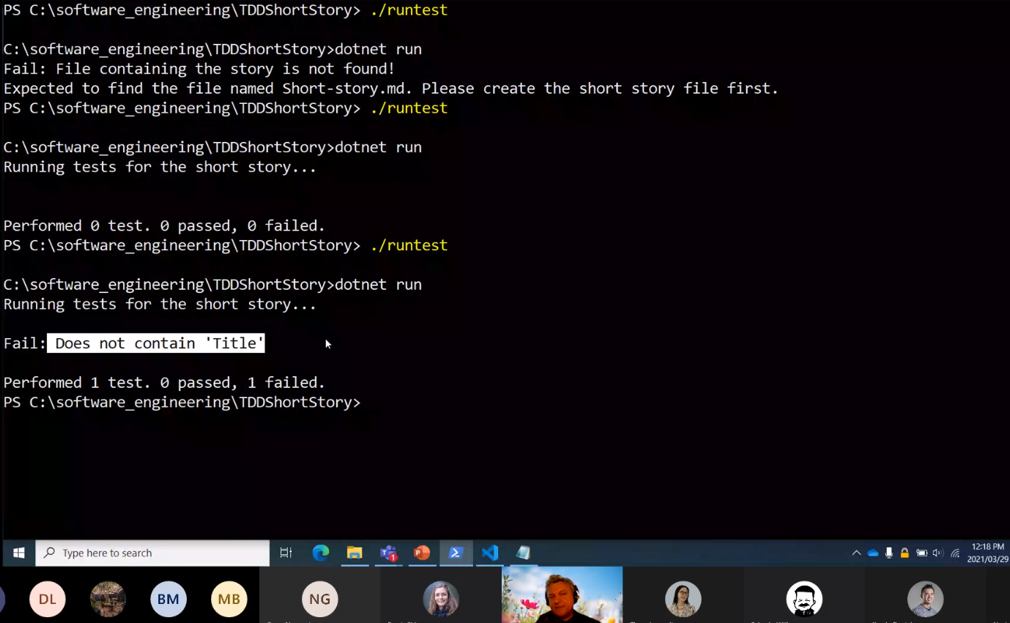 PS C:\software_engineering\TDDShortStory> ./runtest
C:\software_engineering\TDDShortStory>dotnet run
Fail: File containing the story is not found!
Expected to find the file named Short-story.md. Please create the short story file first.
PS C:\software_engineering\TDDShortStory> ./runtest
C:\software_engineering\TDDShortStory>dotnet run
Running tests for the short story...
Performed 0 test. 0 passed, 0 failed.
PS C:\software_engineering\TDDShortStory> ./runtest
C:\software_engineering\TDDShortStory>dotnet run
Running tests for the short story...
Fail: Does not contain 'Title'
Performed 1 test. 0 passed, 1 failed.
PS C:\software_engineering\TDDShortStory>
Type here to search
12:18 PM
2021/03/29
DL
BM
MB
NG